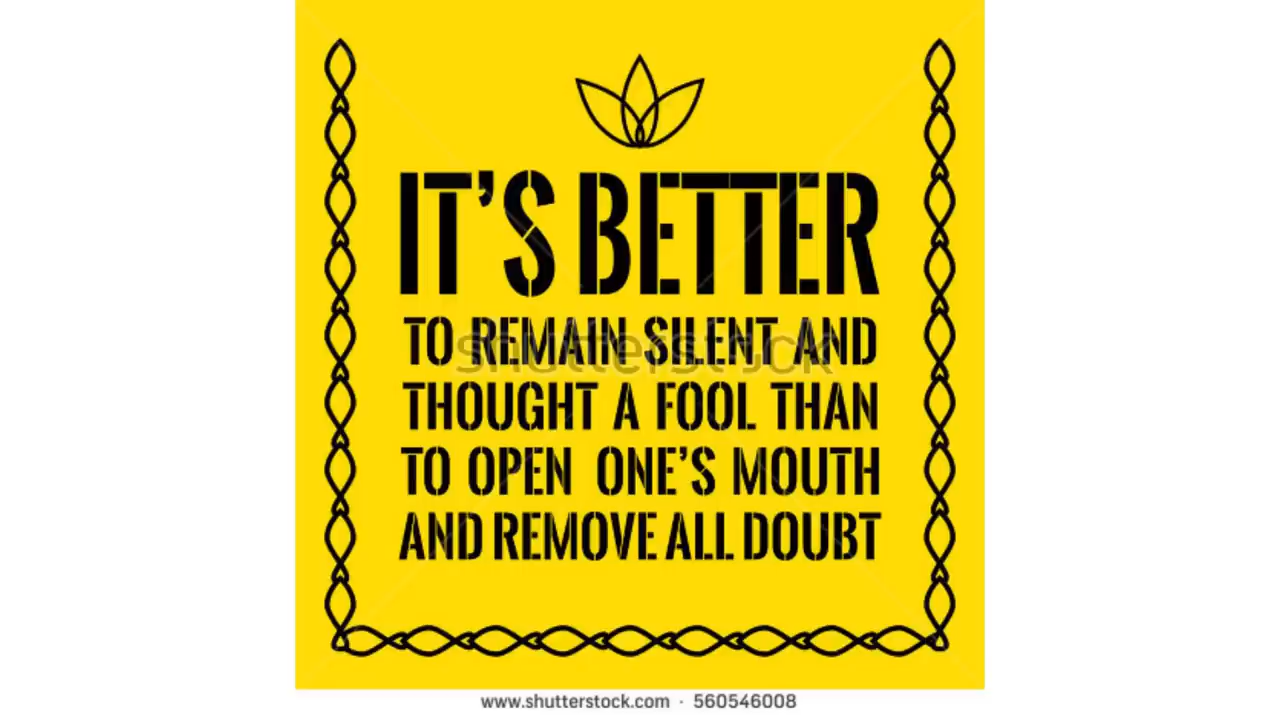 IT'S BETTER
TO REMAIN SILENT AND
THOUGHT A FOOL THAN
TO OPEN ONE'S MOUTH
AND REMOVE ALL DOUBT
shutterstock
www.shutterstock.com · 560546008